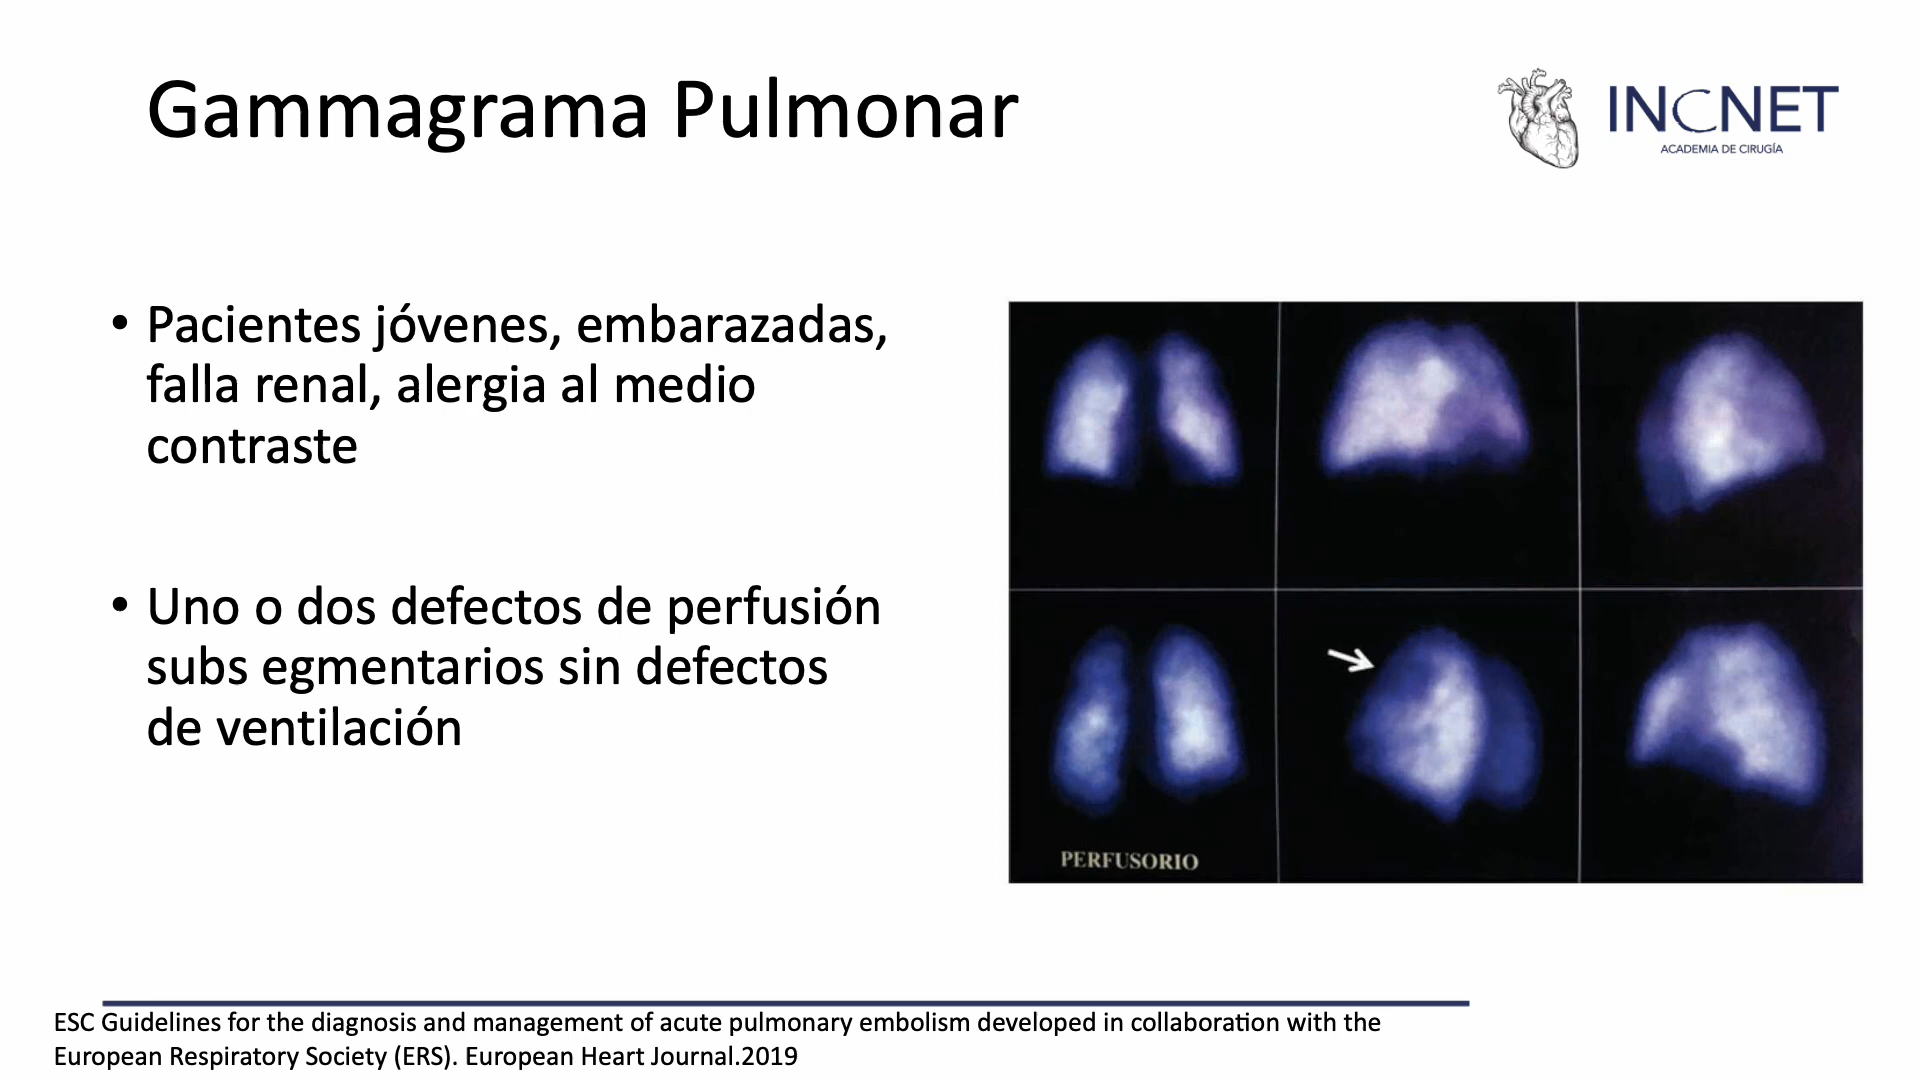 Gammagrama Pulmonar
INCNET
ACADEMIA DE CIRUGÍA
• Pacientes jóvenes, embarazadas,
falla renal, alergia al medio
contraste
• Uno o dos defectos de perfusión
subs egmentarios sin defectos
de ventilación
PERFUSORIO
ESC Guidelines for the diagnosis and management of acute pulmonary embolism developed in collaboration with the
European Respiratory Society (ERS). European Heart Journal.2019